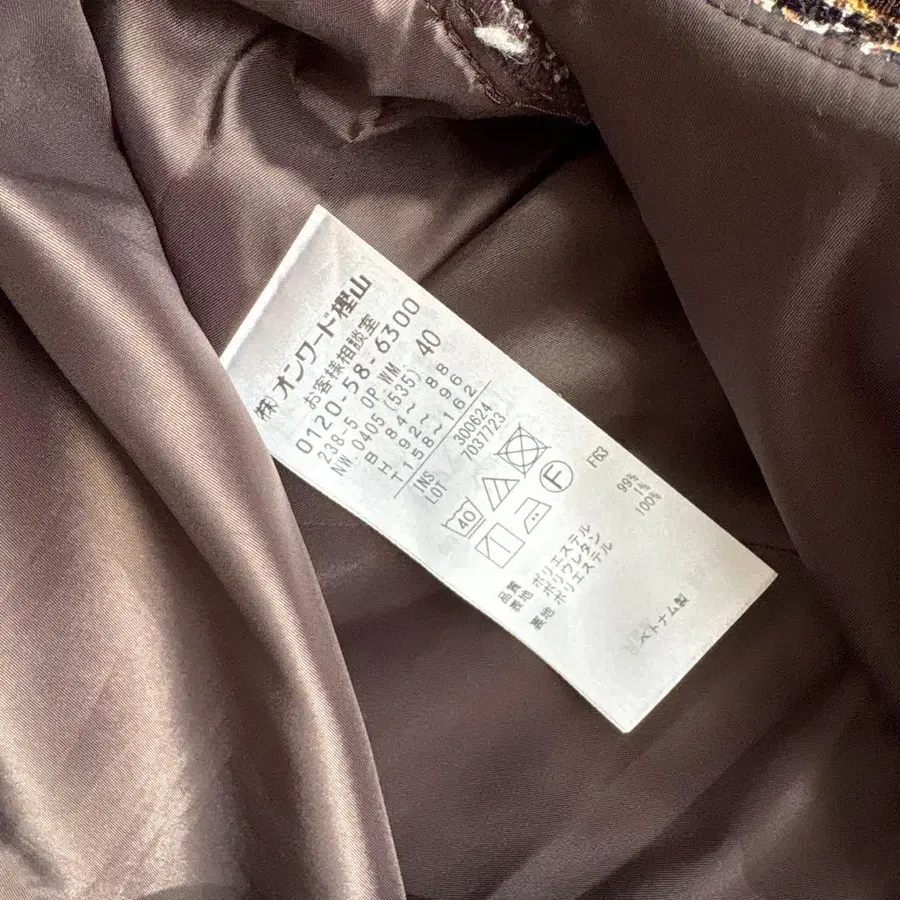 (株)オンワード樫山
お客様相談室
0120-58-6300
238-5 OP WM 40
NW 0405 (535)
B 84～ 88
H 92～ 96
T158～162
INS 300624
LOT 7037723
40
F
F63
品質
表地 ポリエステル 99%
ポリウレタン 1%
裏地 ポリエステル 100%
ベトナム製